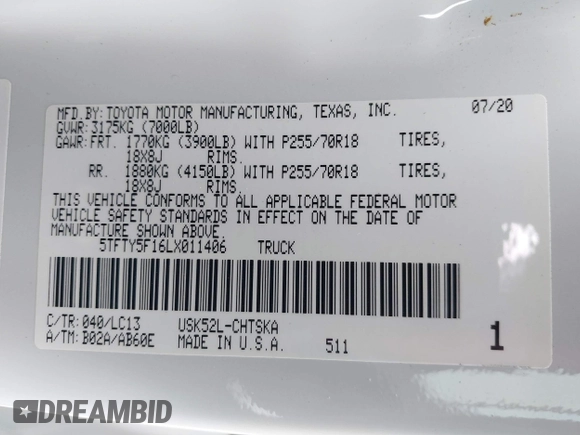 MFD.BY:TOYOTA MOTOR MANUFACTURING, TEXAS, INC. 07/20
GVWR:3175KG (7000LB)
GAWR:FRT. 1770KG (3900LB) WITH P255/70R18 TIRES,
18X8J RIMS.
RR. 1880KG (4150LB) WITH P255/70R18 TIRES,
18X8J RIMS.
THIS VEHICLE CONFORMS TO ALL APPLICABLE FEDERAL MOTOR
VEHICLE SAFETY STANDARDS IN EFFECT ON THE DATE OF
MANUFACTURE SHOWN ABOVE.
5TFTY5F16LX011406 TRUCK
C/TR:040/LC13 USK52L-CHTSKA
A/TM:B02A/AB60E MADE IN U.S.A. 511 1
DREAMBID